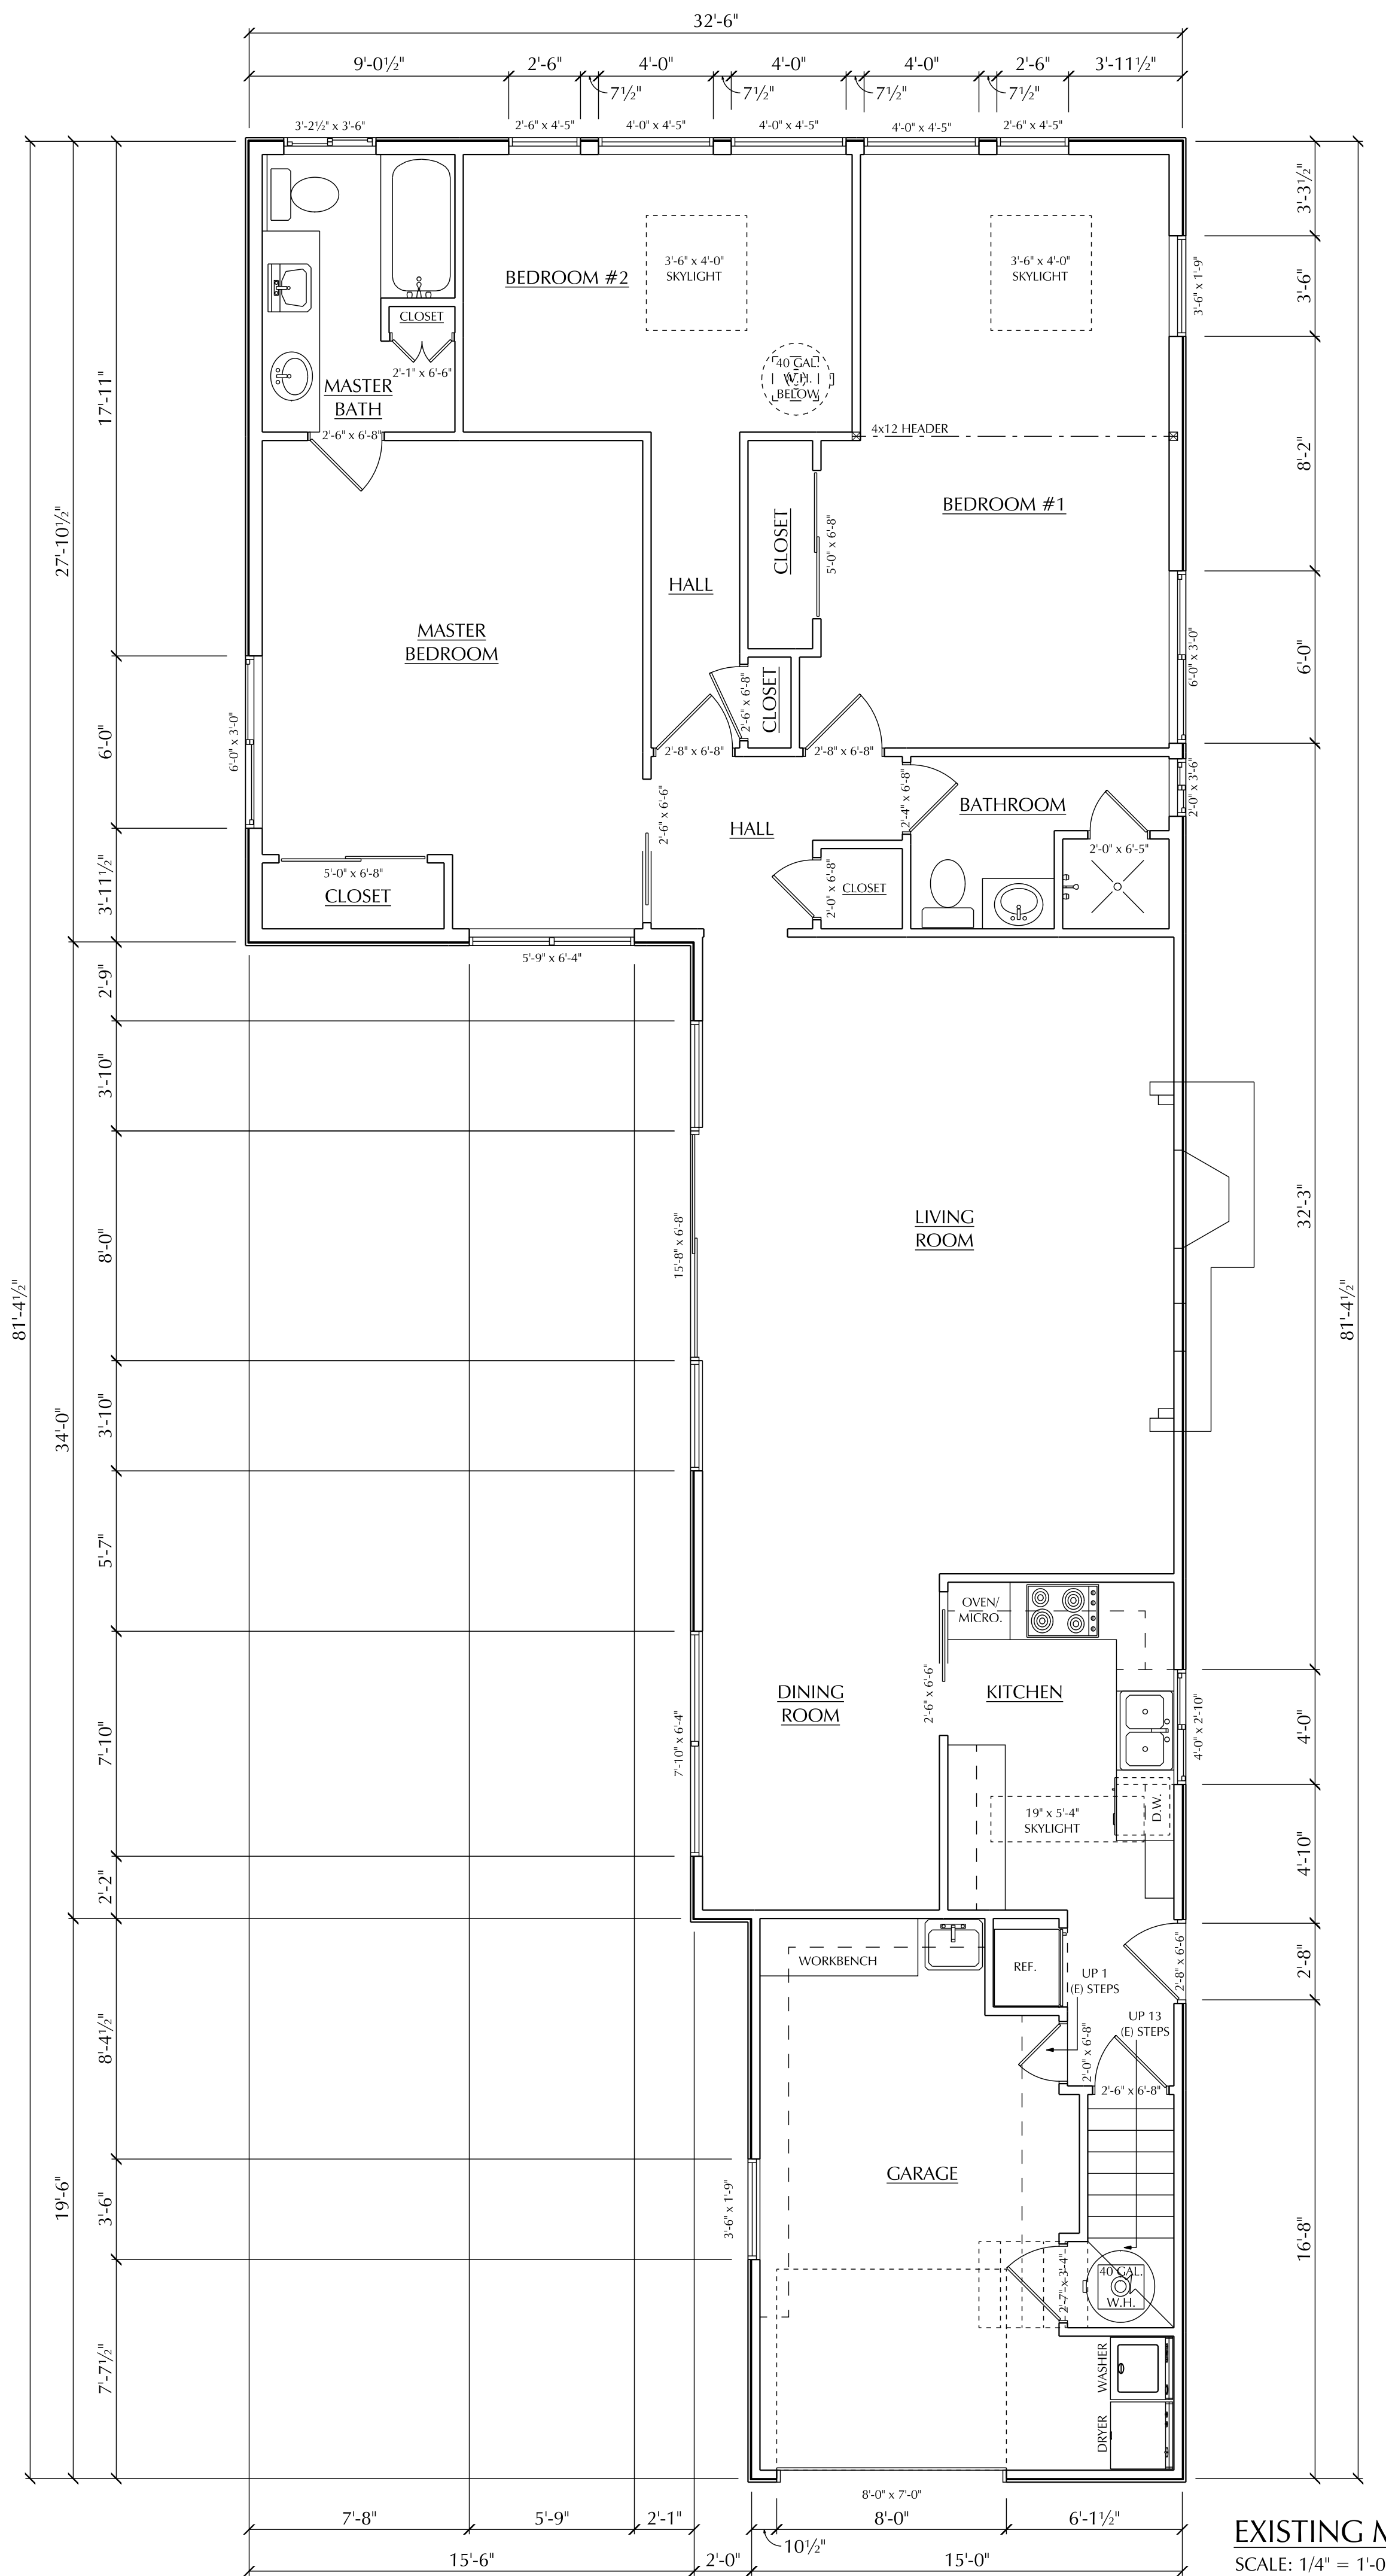 32'-6"
9'-0½" 2'-6" 4'-0" 4'-0" 4'-0" 2'-6" 3'-11½"
7½" 7½" 7½" 7½"
3'-2½" x 3'-6" 2'-6" x 4'-5" 4'-0" x 4'-5" 4'-0" x 4'-5" 4'-0" x 4'-5" 2'-6" x 4'-5"
3'-3½"
3'-6" x 4'-0"
SKYLIGHT
3'-6" x 4'-0"
SKYLIGHT
BEDROOM #2
3'-6" x 1'-9"
3'-6"
CLOSET
2'-1" x 6'-6"
40 GAL.
W.H.
BELOW
MASTER
BATH
17'-11"
2'-6" x 6'-8"
4x12 HEADER
8'-2"
BEDROOM #1
27'-10½"
CLOSET
5'-0" x 6'-8"
HALL
MASTER
BEDROOM
6'-0" x 3'-0"
6'-0"
2'-6" x 6'-8"
CLOSET
6'-0"
6'-0" x 3'-0"
2'-8" x 6'-8" 2'-8" x 6'-8"
2'-0" x 3'-6"
2'-6" x 6'-6"
HALL
2'-4" x 6'-8"
BATHROOM
2'-0" x 6'-5"
5'-0" x 6'-8"
CLOSET
2'-0" x 6'-8"
CLOSET
3'-11½"
5'-9" x 6'-4"
2'-9"
3'-10"
8'-0"
15'-8" x 6'-8"
LIVING
ROOM
32'-3"
81'-4½"
81'-4½"
34'-0"
3'-10"
5'-7"
OVEN/
MICRO.
2'-6" x 6'-6"
DINING
ROOM
KITCHEN
7'-10"
7'-10" x 6'-4"
4'-0" x 2'-10"
4'-0"
19" x 5'-4"
SKYLIGHT
D.W.
4'-10"
2'-2"
WORKBENCH
REF.
UP 1
(E) STEPS
2'-8" x 6'-6"
2'-8"
UP 13
(E) STEPS
2'-0" x 6'-8"
2'-6" x 6'-8"
8'-4½"
GARAGE
19'-6"
3'-6"
3'-6" x 1'-9"
16'-8"
2'-7" x 3'-4"
40 GAL.
W.H.
7'-7½"
WASHER
DRYER
8'-0" x 7'-0"
7'-8" 5'-9" 2'-1" 8'-0" 6'-1½"
10½"
15'-6" 2'-0" 15'-0"
EXISTING M
SCALE: 1/4" = 1'-0